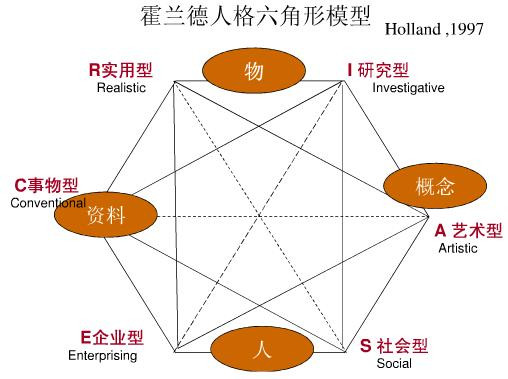 霍兰德人格六角形模型
Holland ,1997
R实用型
Realistic
物
I 研究型
Investigative
C事物型
Conventional
资料
概念
A 艺术型
Artistic
E企业型
Enterprising
人
S 社会型
Social